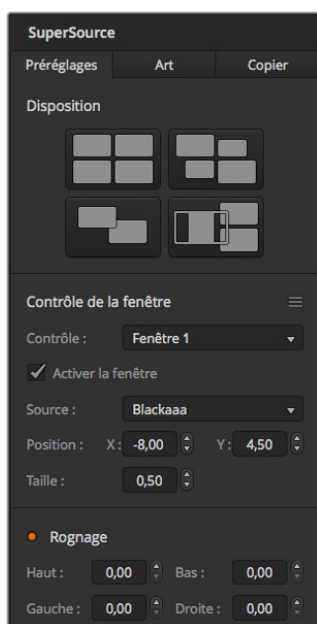 SuperSource
Préréglages Art Copier
Disposition
Contrôle de la fenêtre
Contrôle : Fenêtre 1
Activer la fenêtre
Source : Blackaaa
Position : X : -8,00 Y : 4,50
Taille : 0,50
Rognage
Haut : 0,00 Bas : 0,00
Gauche : 0,00 Droite : 0,00